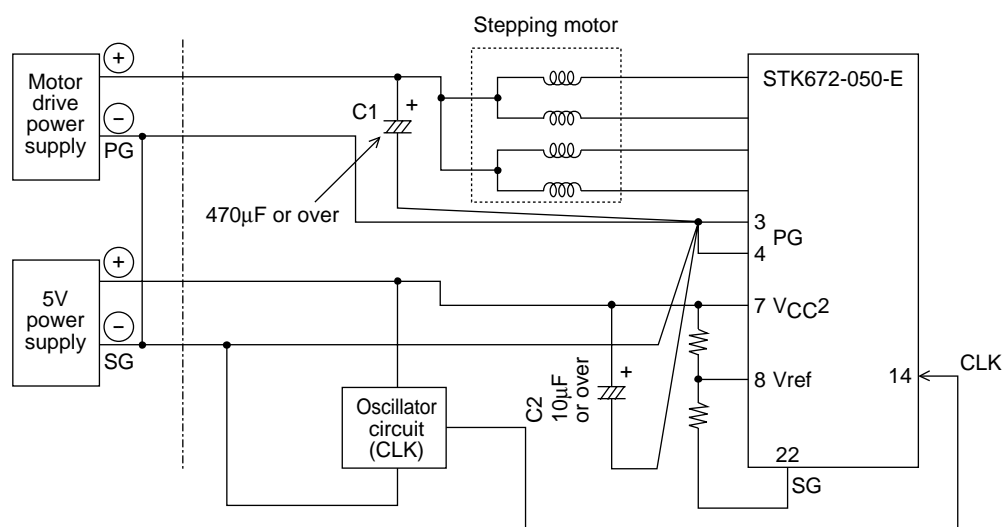 Stepping motor
Motor
drive
power
supply
+
−
PG
C1
+
470μF or over
STK672-050-E
3
PG
4
5V
power
supply
+
−
SG
7 VCC2
8 Vref
14
CLK
C2
10μF
or over
+
Oscillator
circuit
(CLK)
22
SG